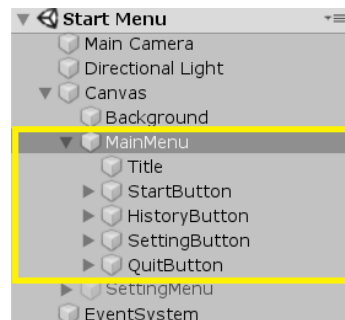 Start Menu
Main Camera
Directional Light
Canvas
Background
MainMenu
Title
StartButton
HistoryButton
SettingButton
QuitButton
SettingMenu
EventSystem